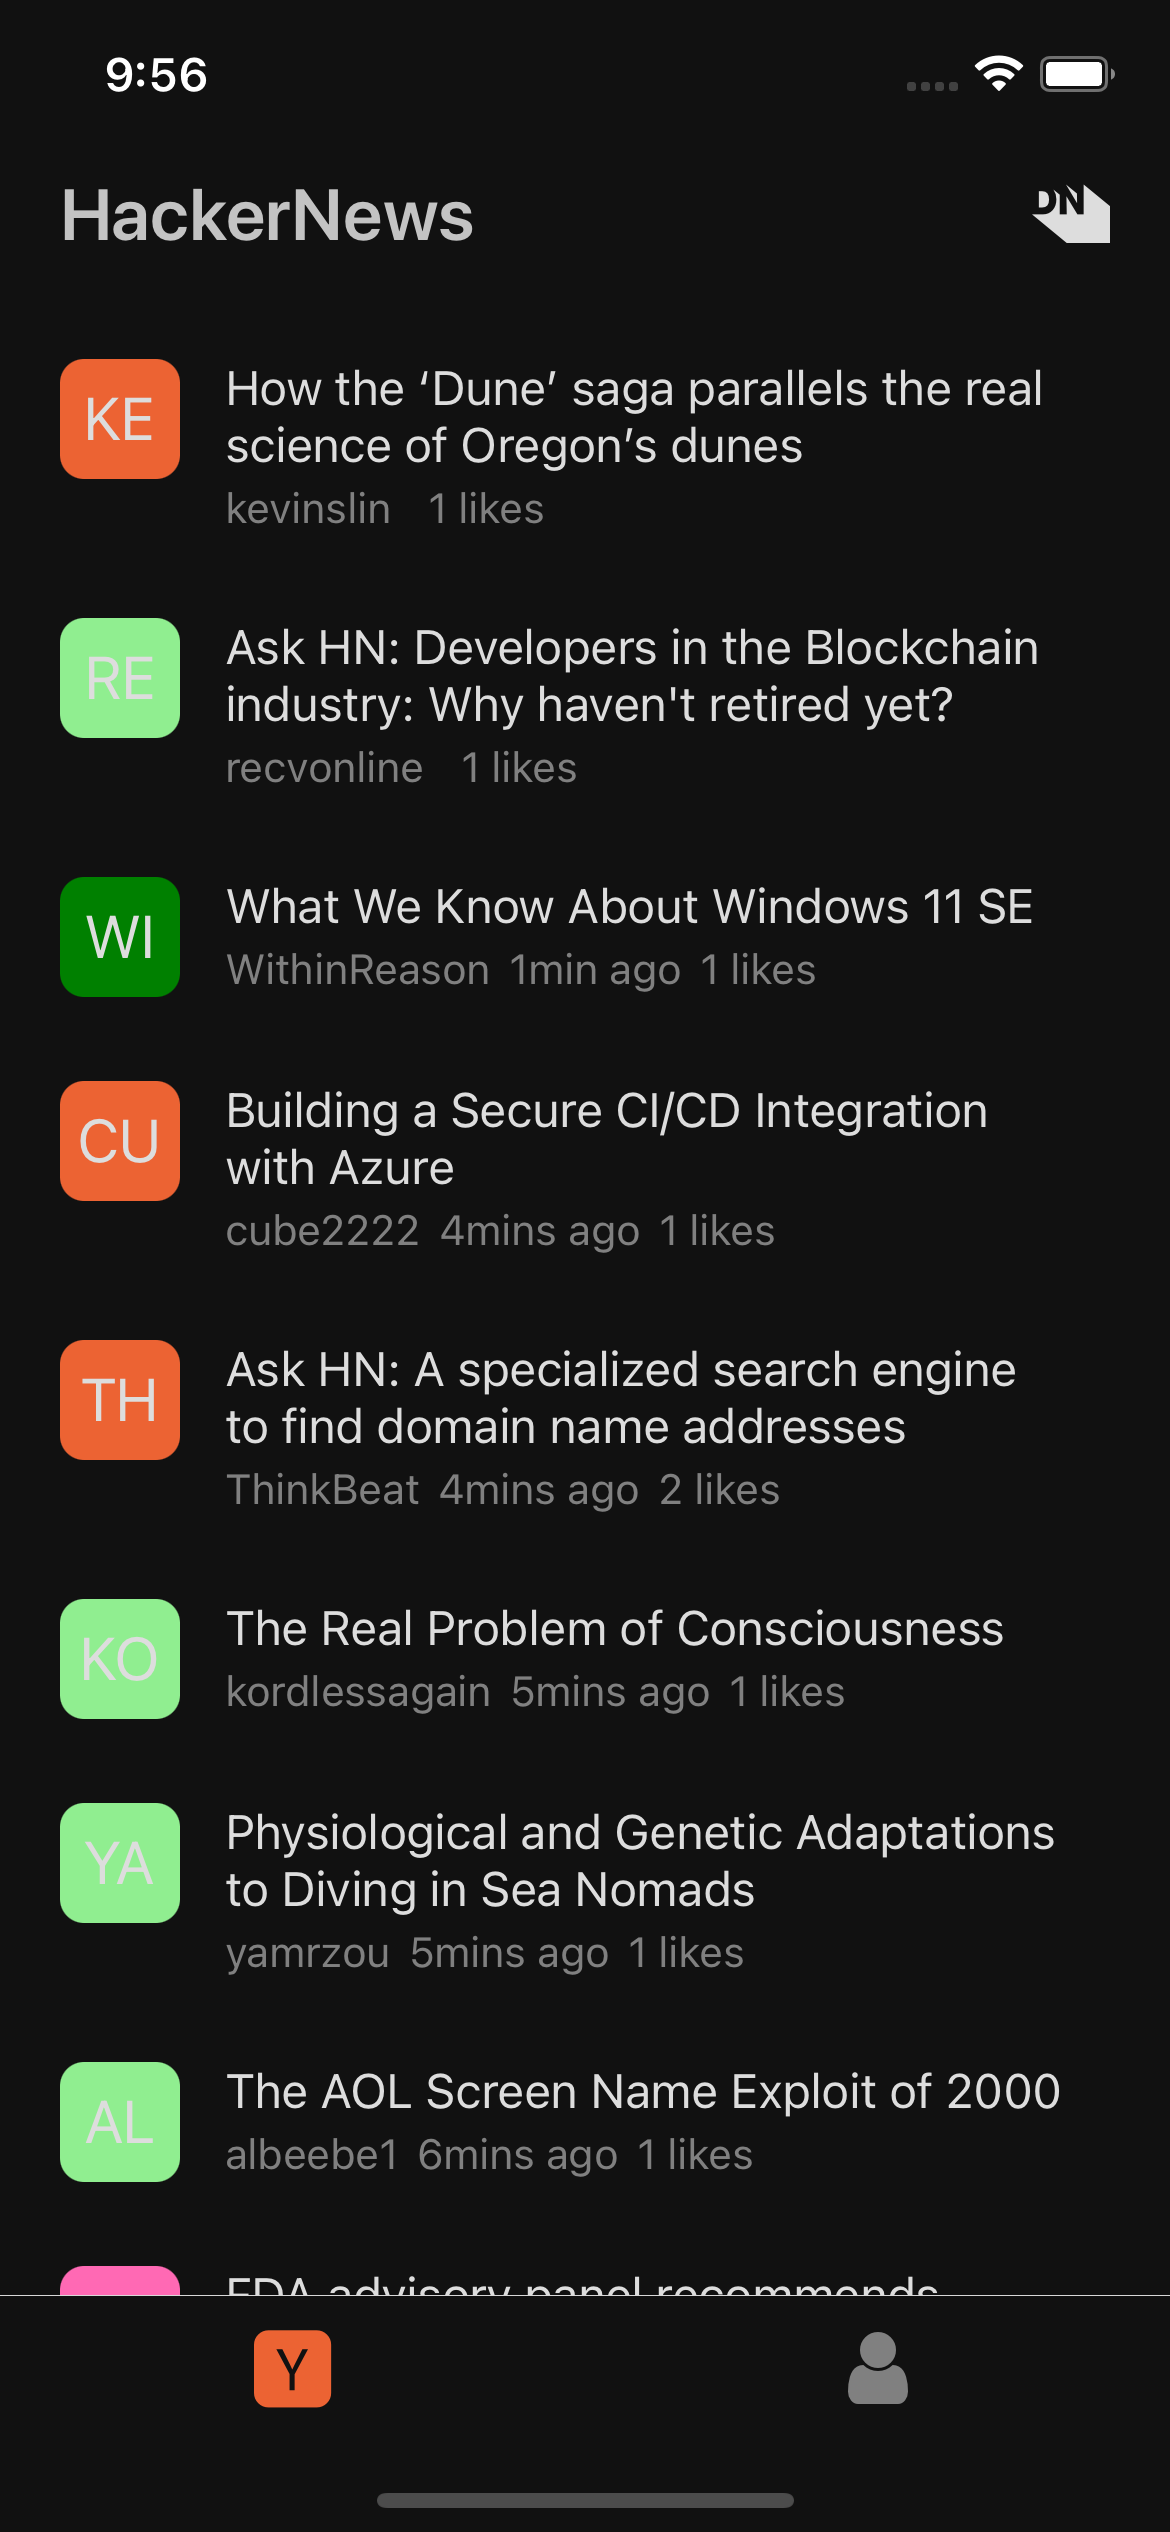 9:56
HackerNews
DN
KE
How the ‘Dune’ saga parallels the real
science of Oregon’s dunes
kevinslin 1 likes
RE
Ask HN: Developers in the Blockchain
industry: Why haven't retired yet?
recvonline 1 likes
WI
What We Know About Windows 11 SE
WithinReason 1min ago 1 likes
CU
Building a Secure CI/CD Integration
with Azure
cube2222 4mins ago 1 likes
TH
Ask HN: A specialized search engine
to find domain name addresses
ThinkBeat 4mins ago 2 likes
KO
The Real Problem of Consciousness
kordlessagain 5mins ago 1 likes
YA
Physiological and Genetic Adaptations
to Diving in Sea Nomads
yamrzou 5mins ago 1 likes
AL
The AOL Screen Name Exploit of 2000
albeebe1 6mins ago 1 likes
FDA advisory panel recommends
Y